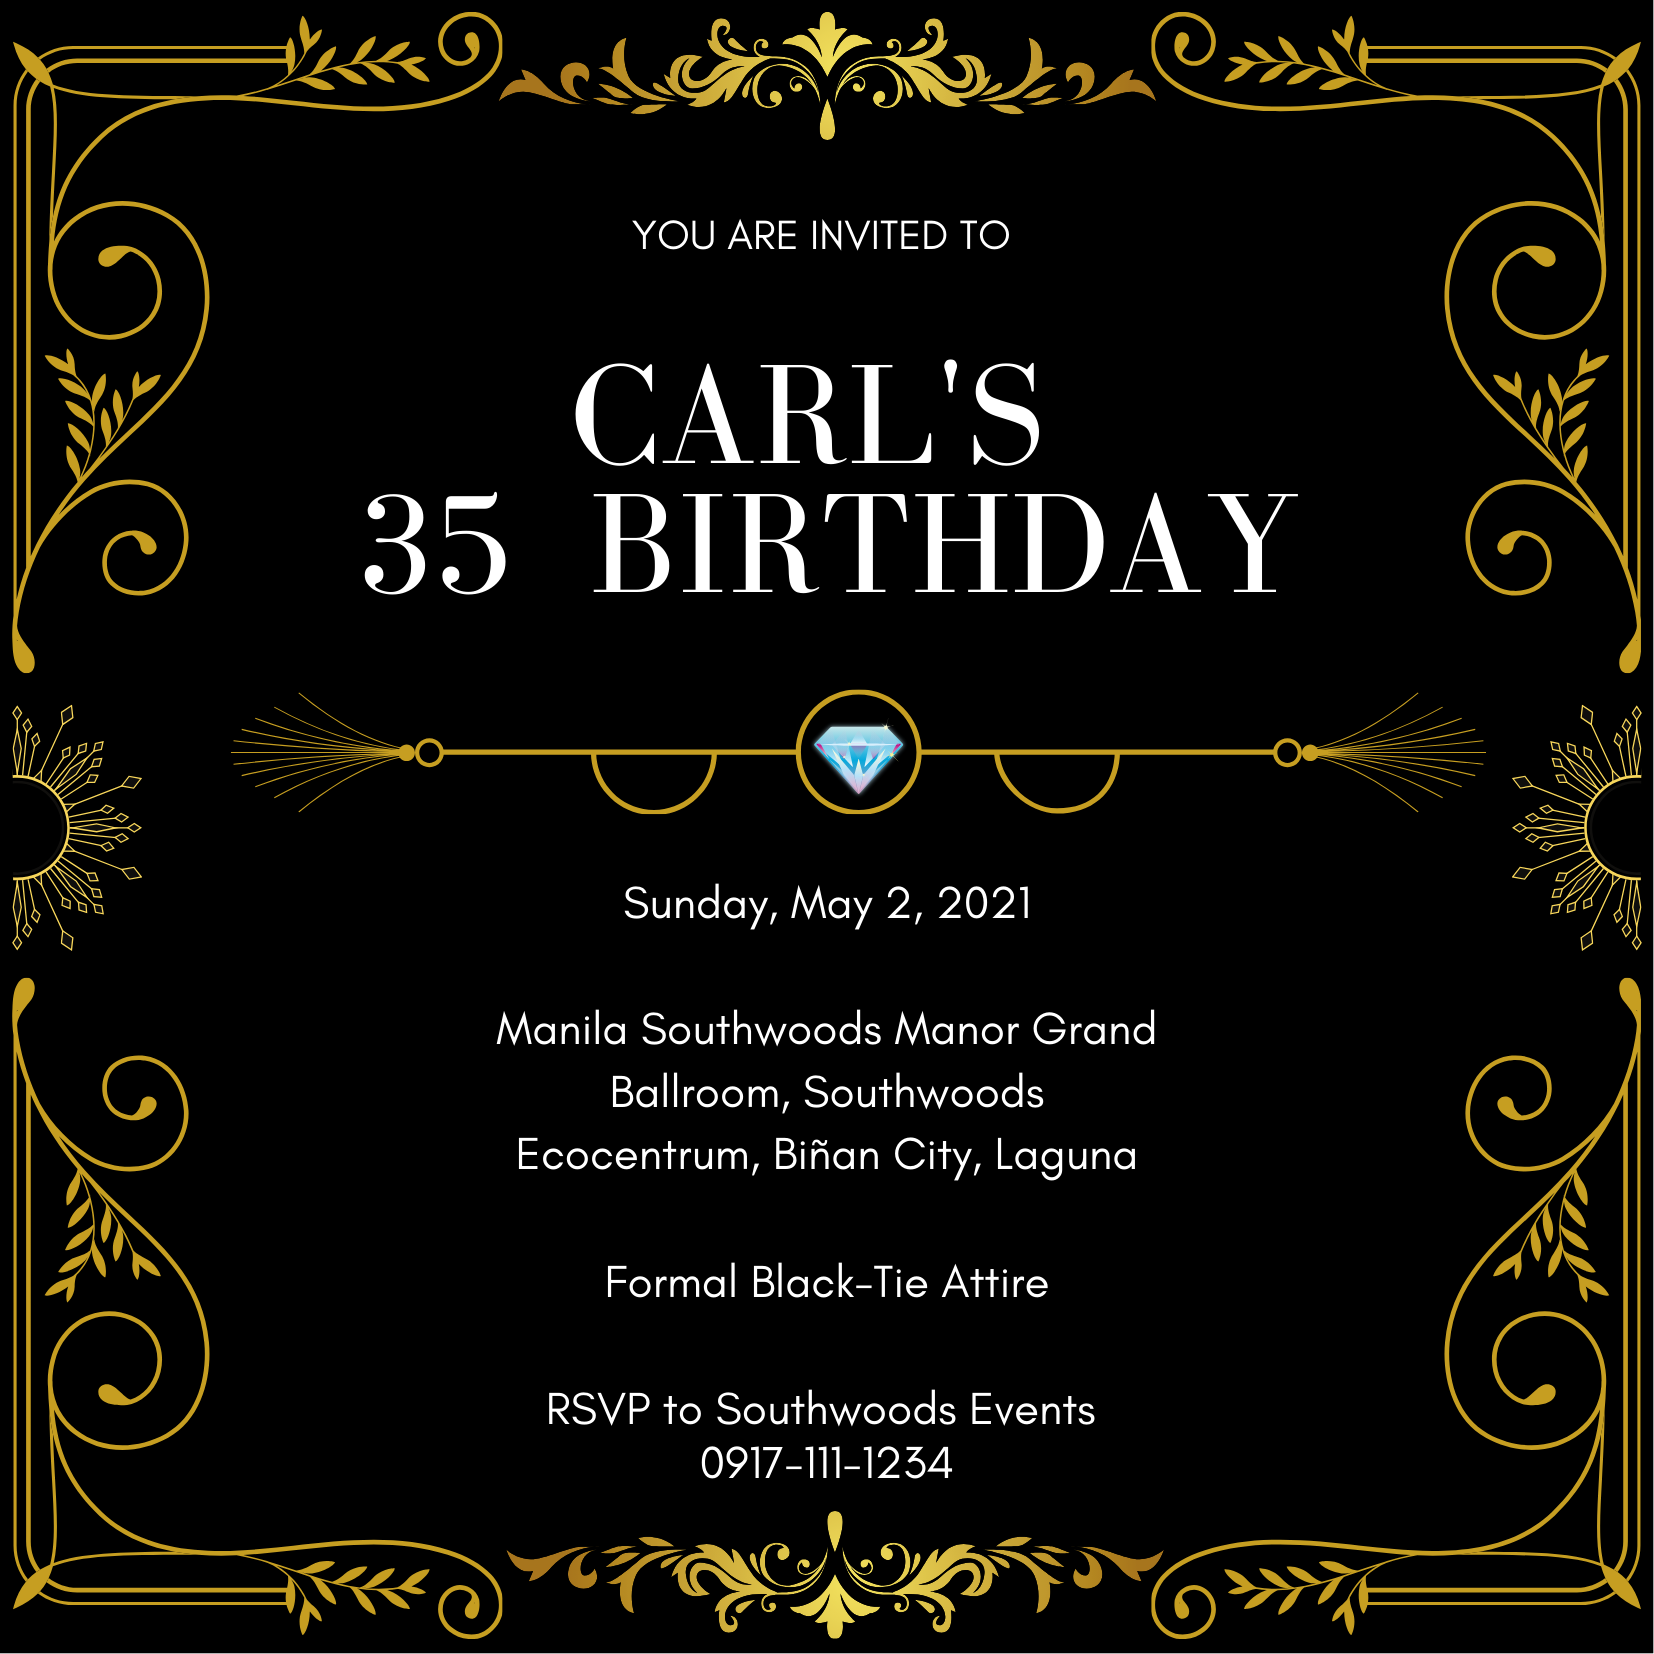 YOU ARE INVITED TO
CARL'S
35 BIRTHDAY
Sunday, May 2, 2021
Manila Southwoods Manor Grand
Ballroom, Southwoods
Ecocentrum, Biñan City, Laguna
Formal Black-Tie Attire
RSVP to Southwoods Events
0917-111-1234